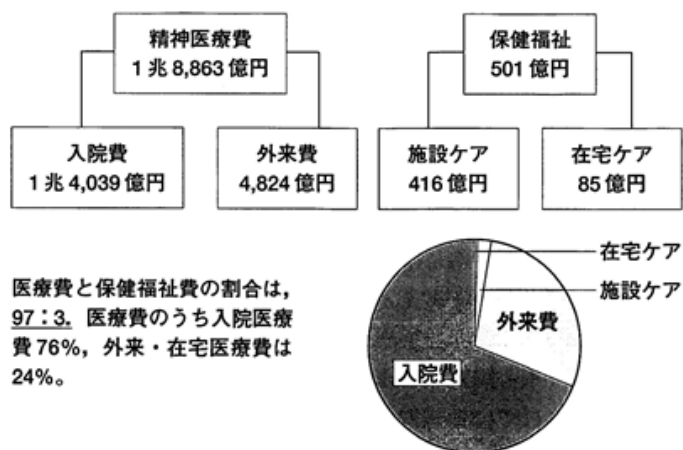 精神医療費
1兆8,863億円
保健福祉
501億円
入院費
1兆4,039億円
外来費
4,824億円
施設ケア
416億円
在宅ケア
85億円
医療費と保健福祉費の割合は，
97：3．医療費のうち入院医療
費76%，外来・在宅医療費は
24%。
在宅ケア
施設ケア
外来費
入院費